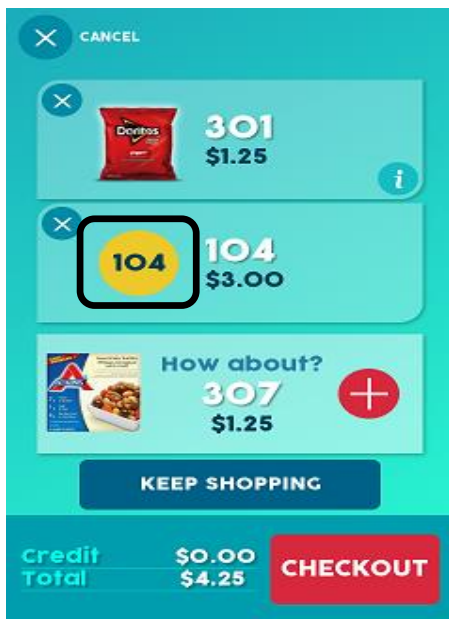 CANCEL
Doritos
301
$1.25
i
104
104
$3.00
How about?
307
$1.25
KEEP SHOPPING
Credit $0.00
Total $4.25
CHECKOUT